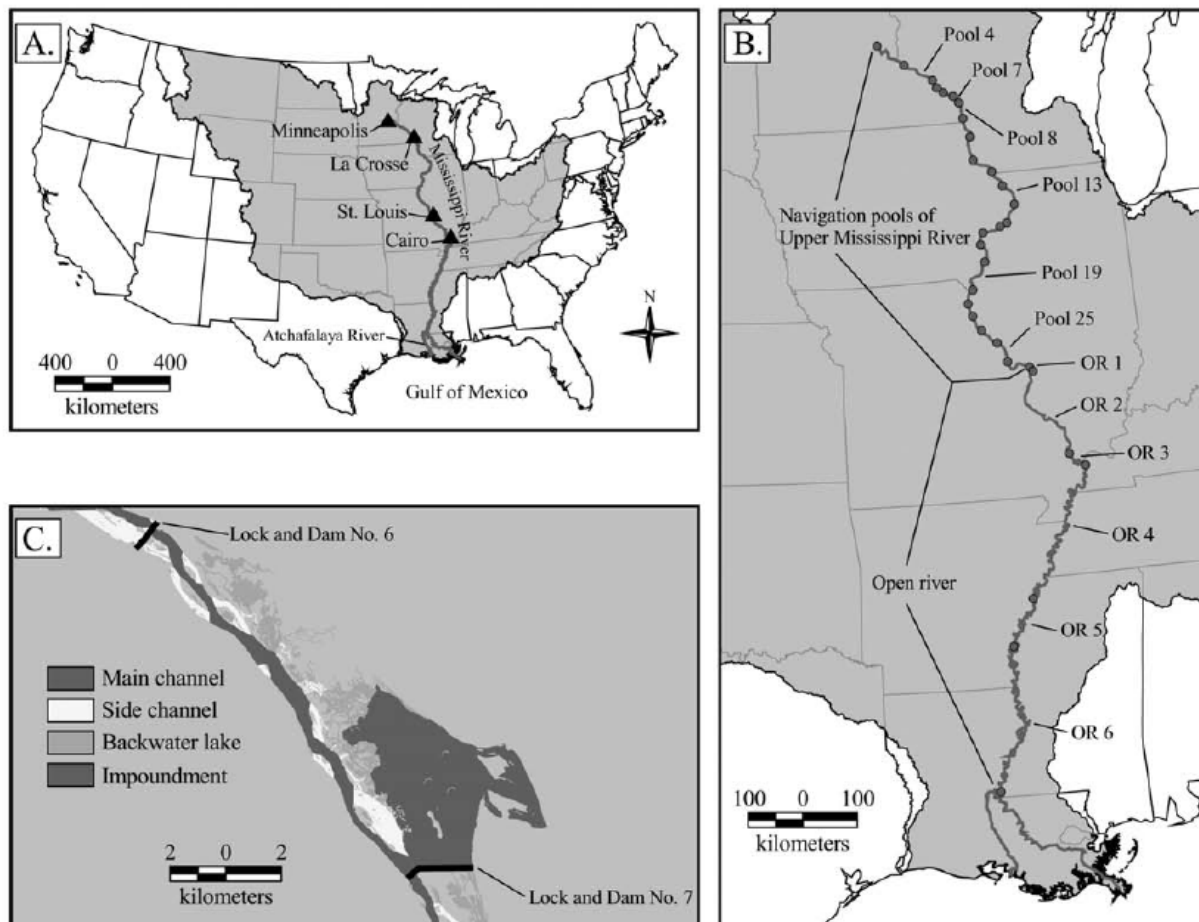 A.
Minneapolis
La Crosse
Mississippi River
St. Louis
Cairo
Atchafalaya River
N
400 0 400
kilometers
Gulf of Mexico
B.
Pool 4
Pool 7
Pool 8
Pool 13
Navigation pools of
Upper Mississippi River
Pool 19
Pool 25
OR 1
OR 2
OR 3
OR 4
Open river
OR 5
OR 6
100 0 100
kilometers
C.
Lock and Dam No. 6
Main channel
Side channel
Backwater lake
Impoundment
2 0 2
kilometers
Lock and Dam No. 7